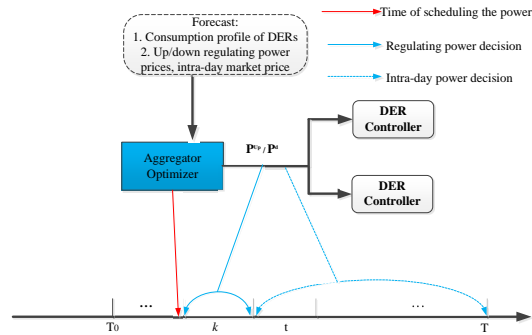 Forecast:
1. Consumption profile of DERs
2. Up/down regulating power
prices, intra-day market price
Time of scheduling the power
Regulating power decision
Intra-day power decision
DER
Controller
Aggregator
Optimizer
DER
Controller
...
...
T0
k
t
T